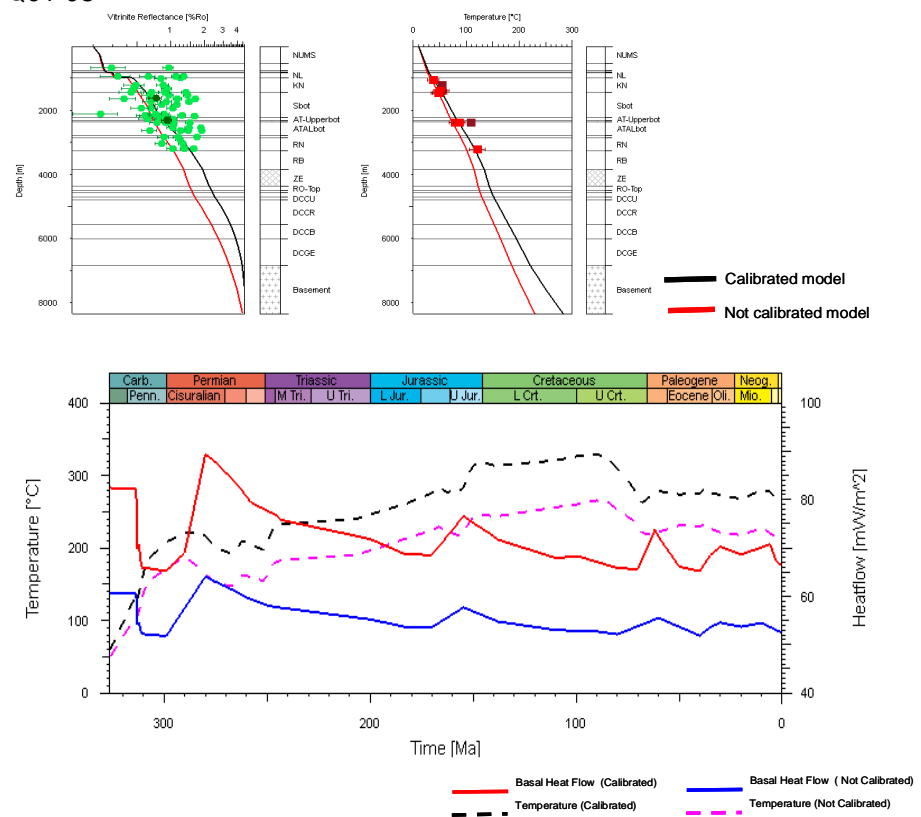 Vitrinite Reflectance [%Ro]
1 2 3 4
Depth [m]
2000
4000
6000
8000
NUMS
NL
KN
Sbot
AT-Upperbot
ATALbot
RN
RB
ZE
RO-Top
DCCU
DCCR
DCCB
DCGE
Basement
Temperature [°C]
0 100 200 300
Depth [m]
2000
4000
6000
8000
NUMS
NL
KN
Sbot
AT-Upperbot
ATALbot
RN
RB
ZE
RO-Top
DCCU
DCCR
DCCB
DCGE
Basement
Calibrated model
Not calibrated model
Carb. Permian Triassic Jurassic Cretaceous Paleogene Neog.
Penn. Cisuralian M Tri. U Tri. L Jur. U Jur. L Crt. U Crt. Eocene Oli. Mio.
Temperature [°C]
400
300
200
100
0
Heatflow [mW/m^2]
100
80
60
40
300 200 100 0
Time [Ma]
Basal Heat Flow (Calibrated)
Basal Heat Flow ( Not Calibrated)
Temperature (Calibrated)
Temperature (Not Calibrated)